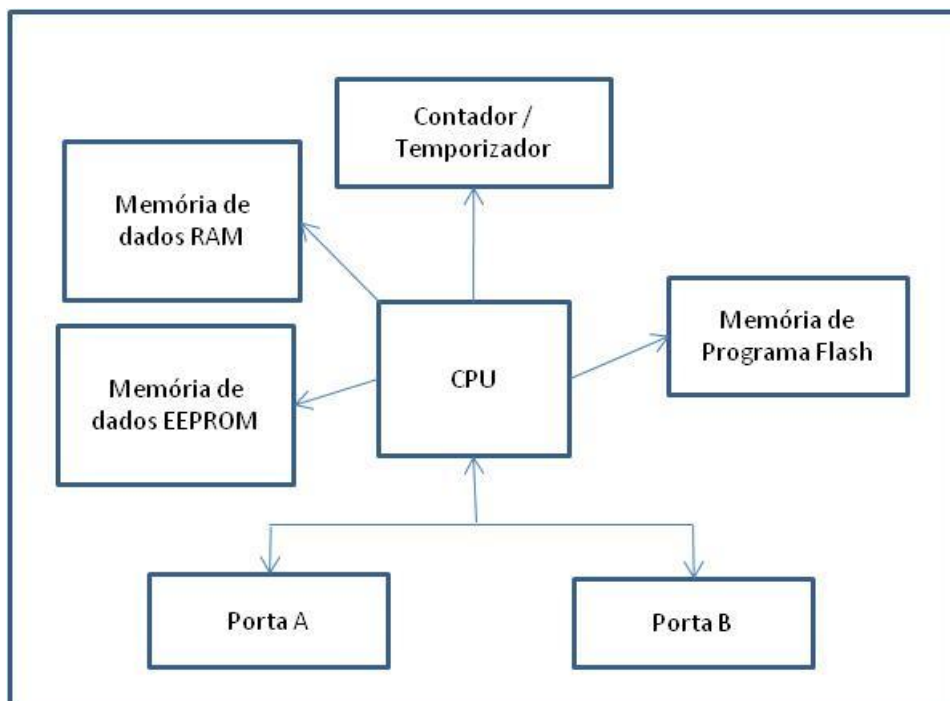 Contador /
Temporizador
Memória de
dados RAM
Memória de
Programa Flash
CPU
Memória de
dados EEPROM
Porta A
Porta B